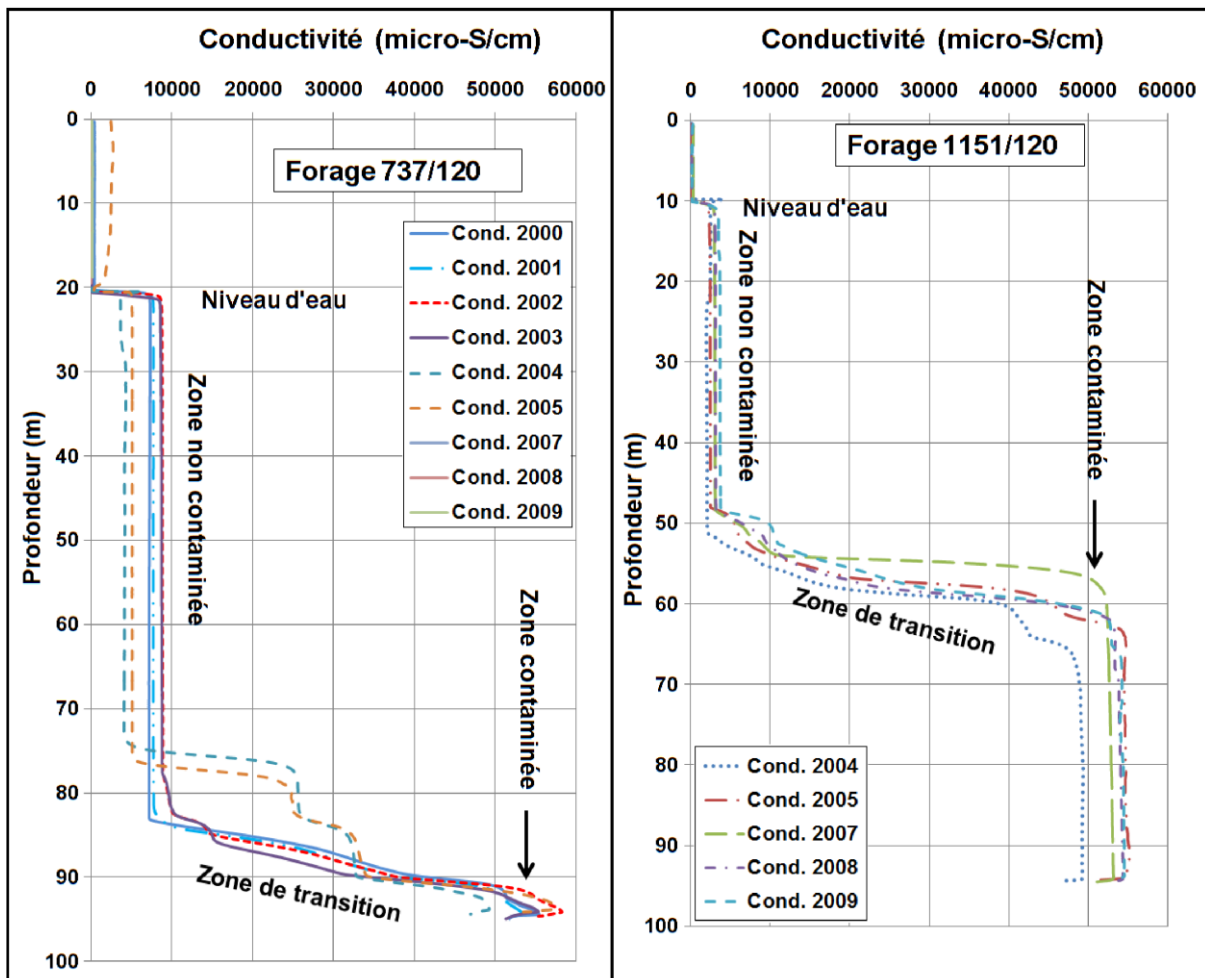 Conductivité (micro-S/cm)
0 10000 20000 30000 40000 50000 60000
0
10
20
30
40
50
60
70
80
90
100
Profondeur (m)
Forage 737/120
Niveau d'eau
Zone non contaminée
Cond. 2000
Cond. 2001
Cond. 2002
Cond. 2003
Cond. 2004
Cond. 2005
Cond. 2007
Cond. 2008
Cond. 2009
Zone contaminée
Zone de transition
Conductivité (micro-S/cm)
0 10000 20000 30000 40000 50000 60000
0
10
20
30
40
50
60
70
80
90
100
Profondeur (m)
Forage 1151/120
Niveau d'eau
Zone non contaminée
Zone contaminée
Zone de transition
Cond. 2004
Cond. 2005
Cond. 2007
Cond. 2008
Cond. 2009